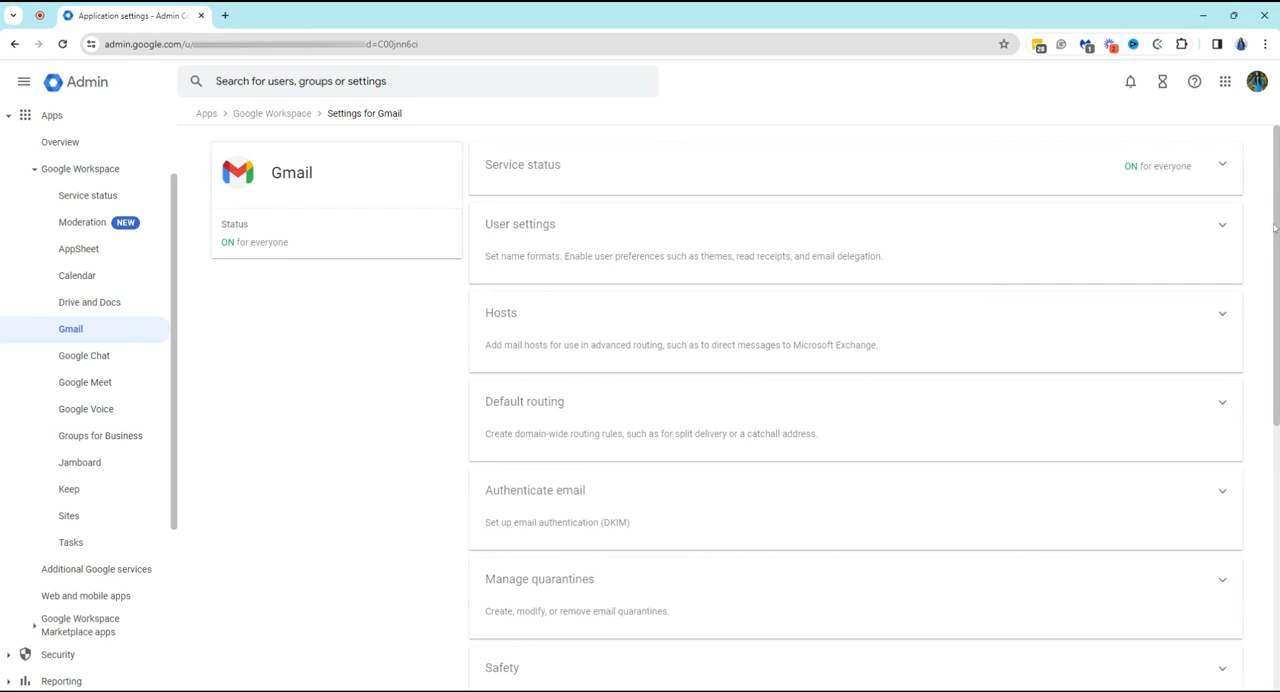 Application settings - Admin Co
admin.google.com/u/
d=C00jnn6ci
28
1
2
Admin
Search for users, groups or settings
Apps
Overview
Google Workspace
Service status
Moderation NEW
AppSheet
Calendar
Drive and Docs
Gmail
Google Chat
Google Meet
Google Voice
Groups for Business
Jamboard
Keep
Sites
Tasks
Additional Google services
Web and mobile apps
Google Workspace
Marketplace apps
Security
Reporting
Apps > Google Workspace > Settings for Gmail
Gmail
Status
ON for everyone
Service status
ON for everyone
User settings
Set name formats. Enable user preferences such as themes, read receipts, and email delegation.
Hosts
Add mail hosts for use in advanced routing, such as to direct messages to Microsoft Exchange.
Default routing
Create domain-wide routing rules, such as for split delivery or a catchall address.
Authenticate email
Set up email authentication (DKIM)
Manage quarantines
Create, modify, or remove email quarantines.
Safety